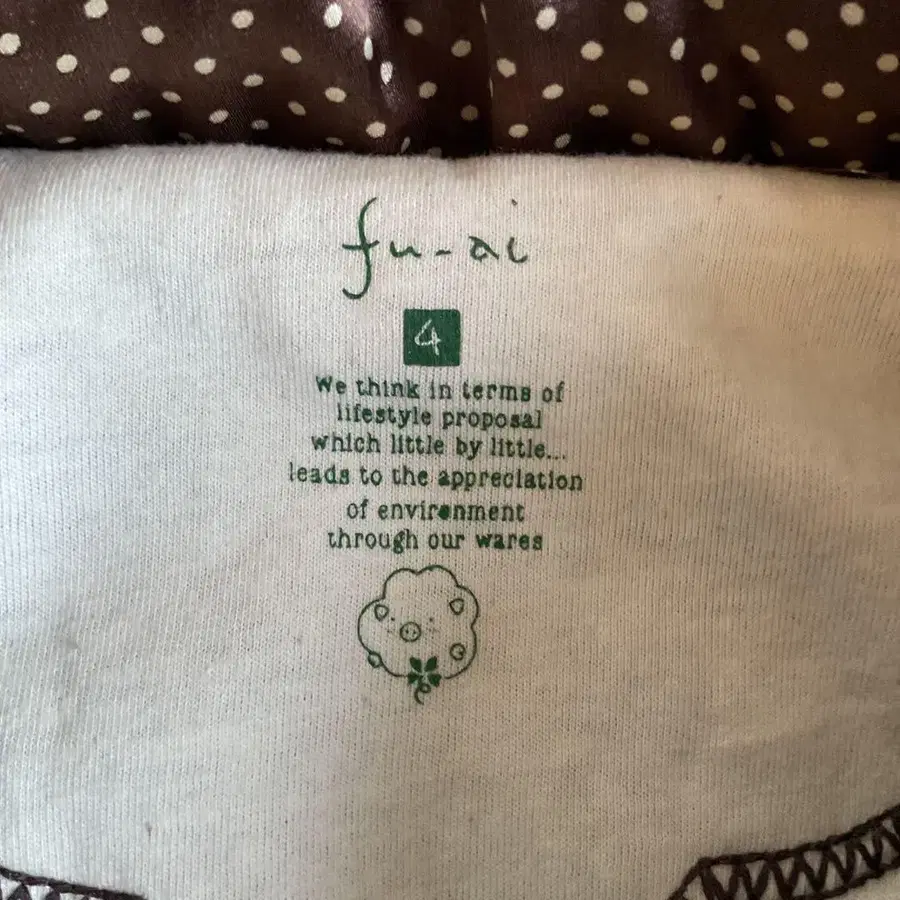 fu-ai
4
We think in terms of
lifestyle proposal
which little by little...
leads to the appreciation
of environment
through our wares